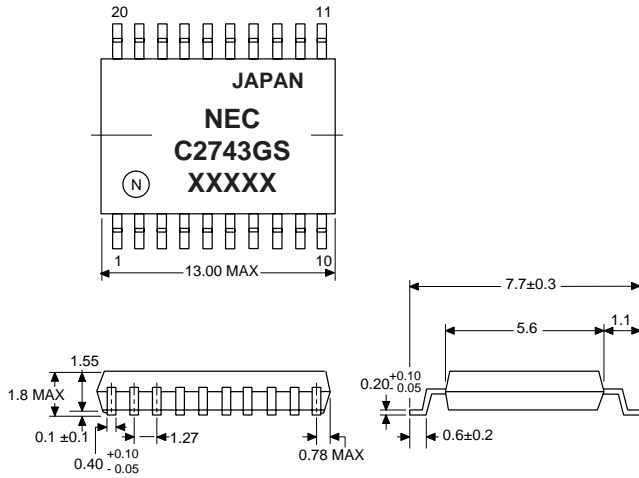 20 11
JAPAN
NEC
C2743GS
N XXXXX
1 10
13.00 MAX
7.7±0.3
5.6 1.1
1.55
1.8 MAX
0.20 +0.10 - 0.05
0.1 ±0.1
1.27
0.6±0.2
0.78 MAX
0.40 +0.10 - 0.05